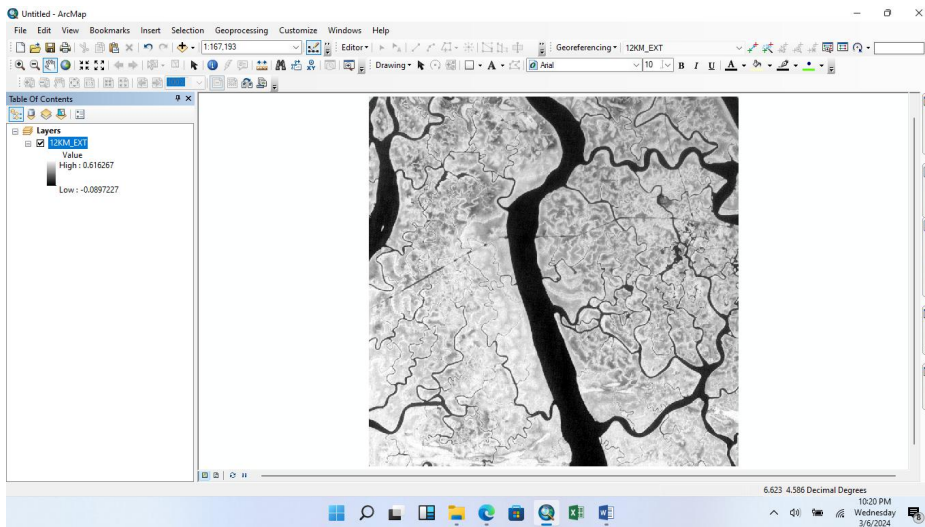 Untitled - ArcMap
File Edit View Bookmarks Insert Selection Geoprocessing Customize Windows Help
1:167,193 Editor Georeferencing 12KM_EXT
Drawing A Arial 10 B I U A
Table Of Contents
Layers
12KM_EXT
Value
High : 0.616267
Low : -0.0897227
6.623 4.586 Decimal Degrees
10:20 PM
Wednesday
3/6/2024